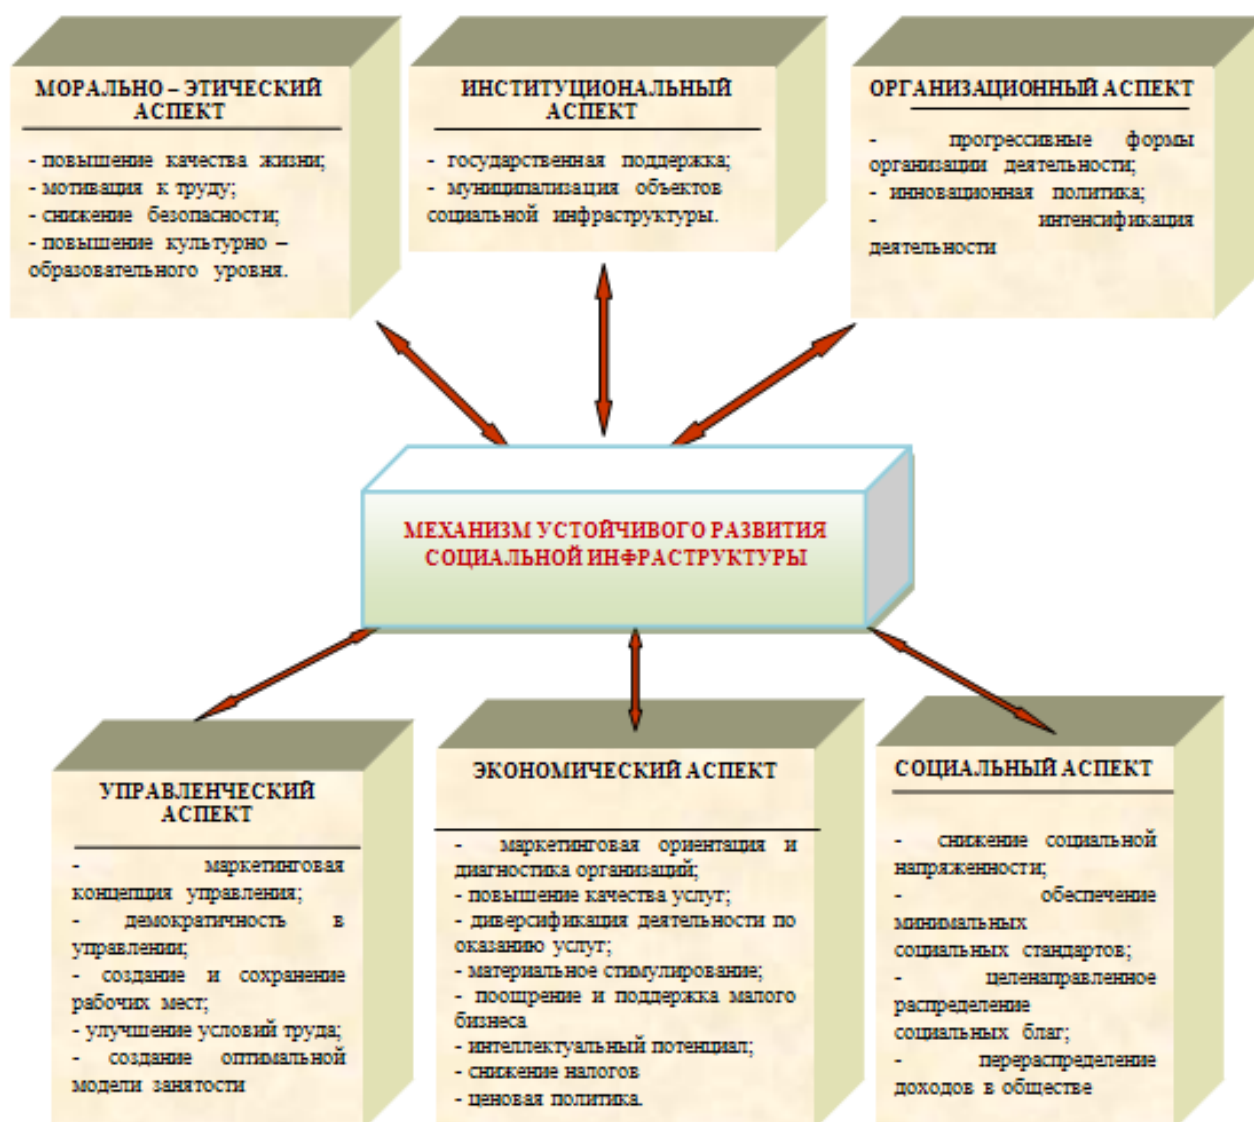 МОРАЛЬНО – ЭТИЧЕСКИЙ
АСПЕКТ
- повышение качества жизни;
- мотивация к труду;
- снижение безопасности;
- повышение культурно –
образовательного уровня.
ИНСТИТУЦИОНАЛЬНЫЙ
АСПЕКТ
- государственная поддержка;
- муниципализация объектов
социальной инфраструктуры.
ОРГАНИЗАЦИОННЫЙ АСПЕКТ
- прогрессивные формы
организации деятельности;
- инновационная политика;
- интенсификация
деятельности
МЕХАНИЗМ УСТОЙЧИВОГО РАЗВИТИЯ
СОЦИАЛЬНОЙ ИНФРАСТРУКТУРЫ
УПРАВЛЕНЧЕСКИЙ
АСПЕКТ
- маркетинговая
концепция управления;
- демократичность в
управлении;
- создание и сохранение
рабочих мест;
- улучшение условий труда;
- создание оптимальной
модели занятости
ЭКОНОМИЧЕСКИЙ АСПЕКТ
- маркетинговая ориентация и
диагностика организаций;
- повышение качества услуг;
- диверсификация деятельности по
оказанию услуг;
- материальное стимулирование;
- поощрение и поддержка малого
бизнеса
- интеллектуальный потенциал;
- снижение налогов
- ценовая политика.
СОЦИАЛЬНЫЙ АСПЕКТ
- снижение социальной
напряженности;
- обеспечение
минимальных
социальных стандартов;
- целенаправленное
распределение
социальных благ;
- перераспределение
доходов в обществе